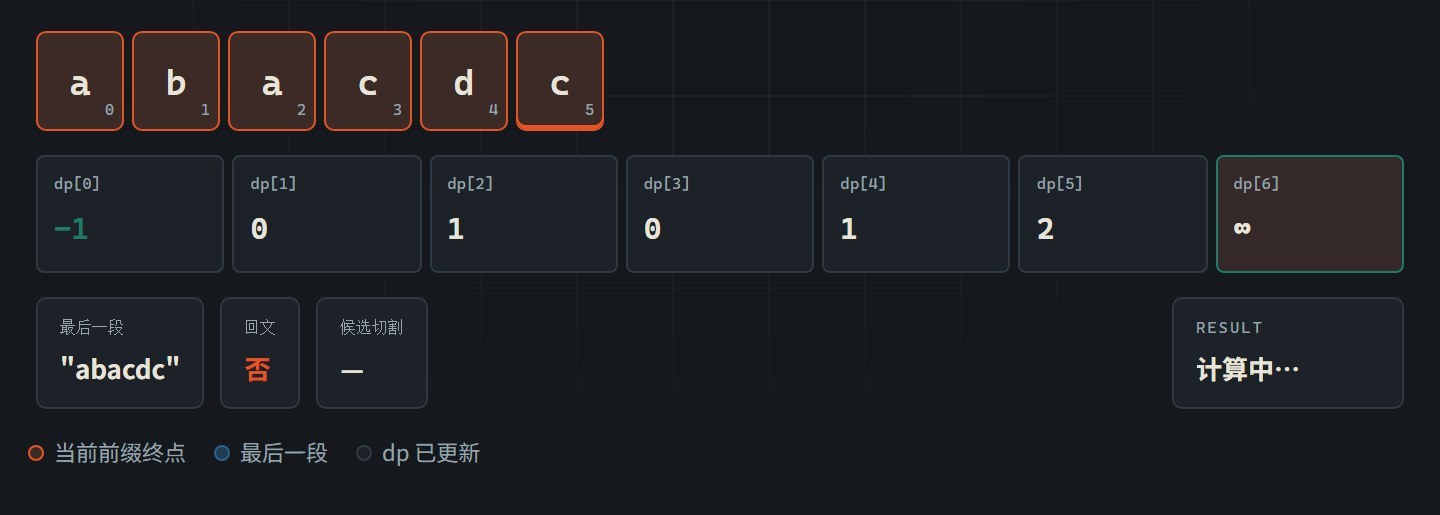 a b a c d c
0 1 2 3 4 5
dp[0] dp[1] dp[2] dp[3] dp[4] dp[5] dp[6]
−1 0 1 0 1 2 ∞
最后一段 回文 候选切割 RESULT
"abacdc" 否 — 计算中…
当前前缀终点 最后一段 dp 已更新